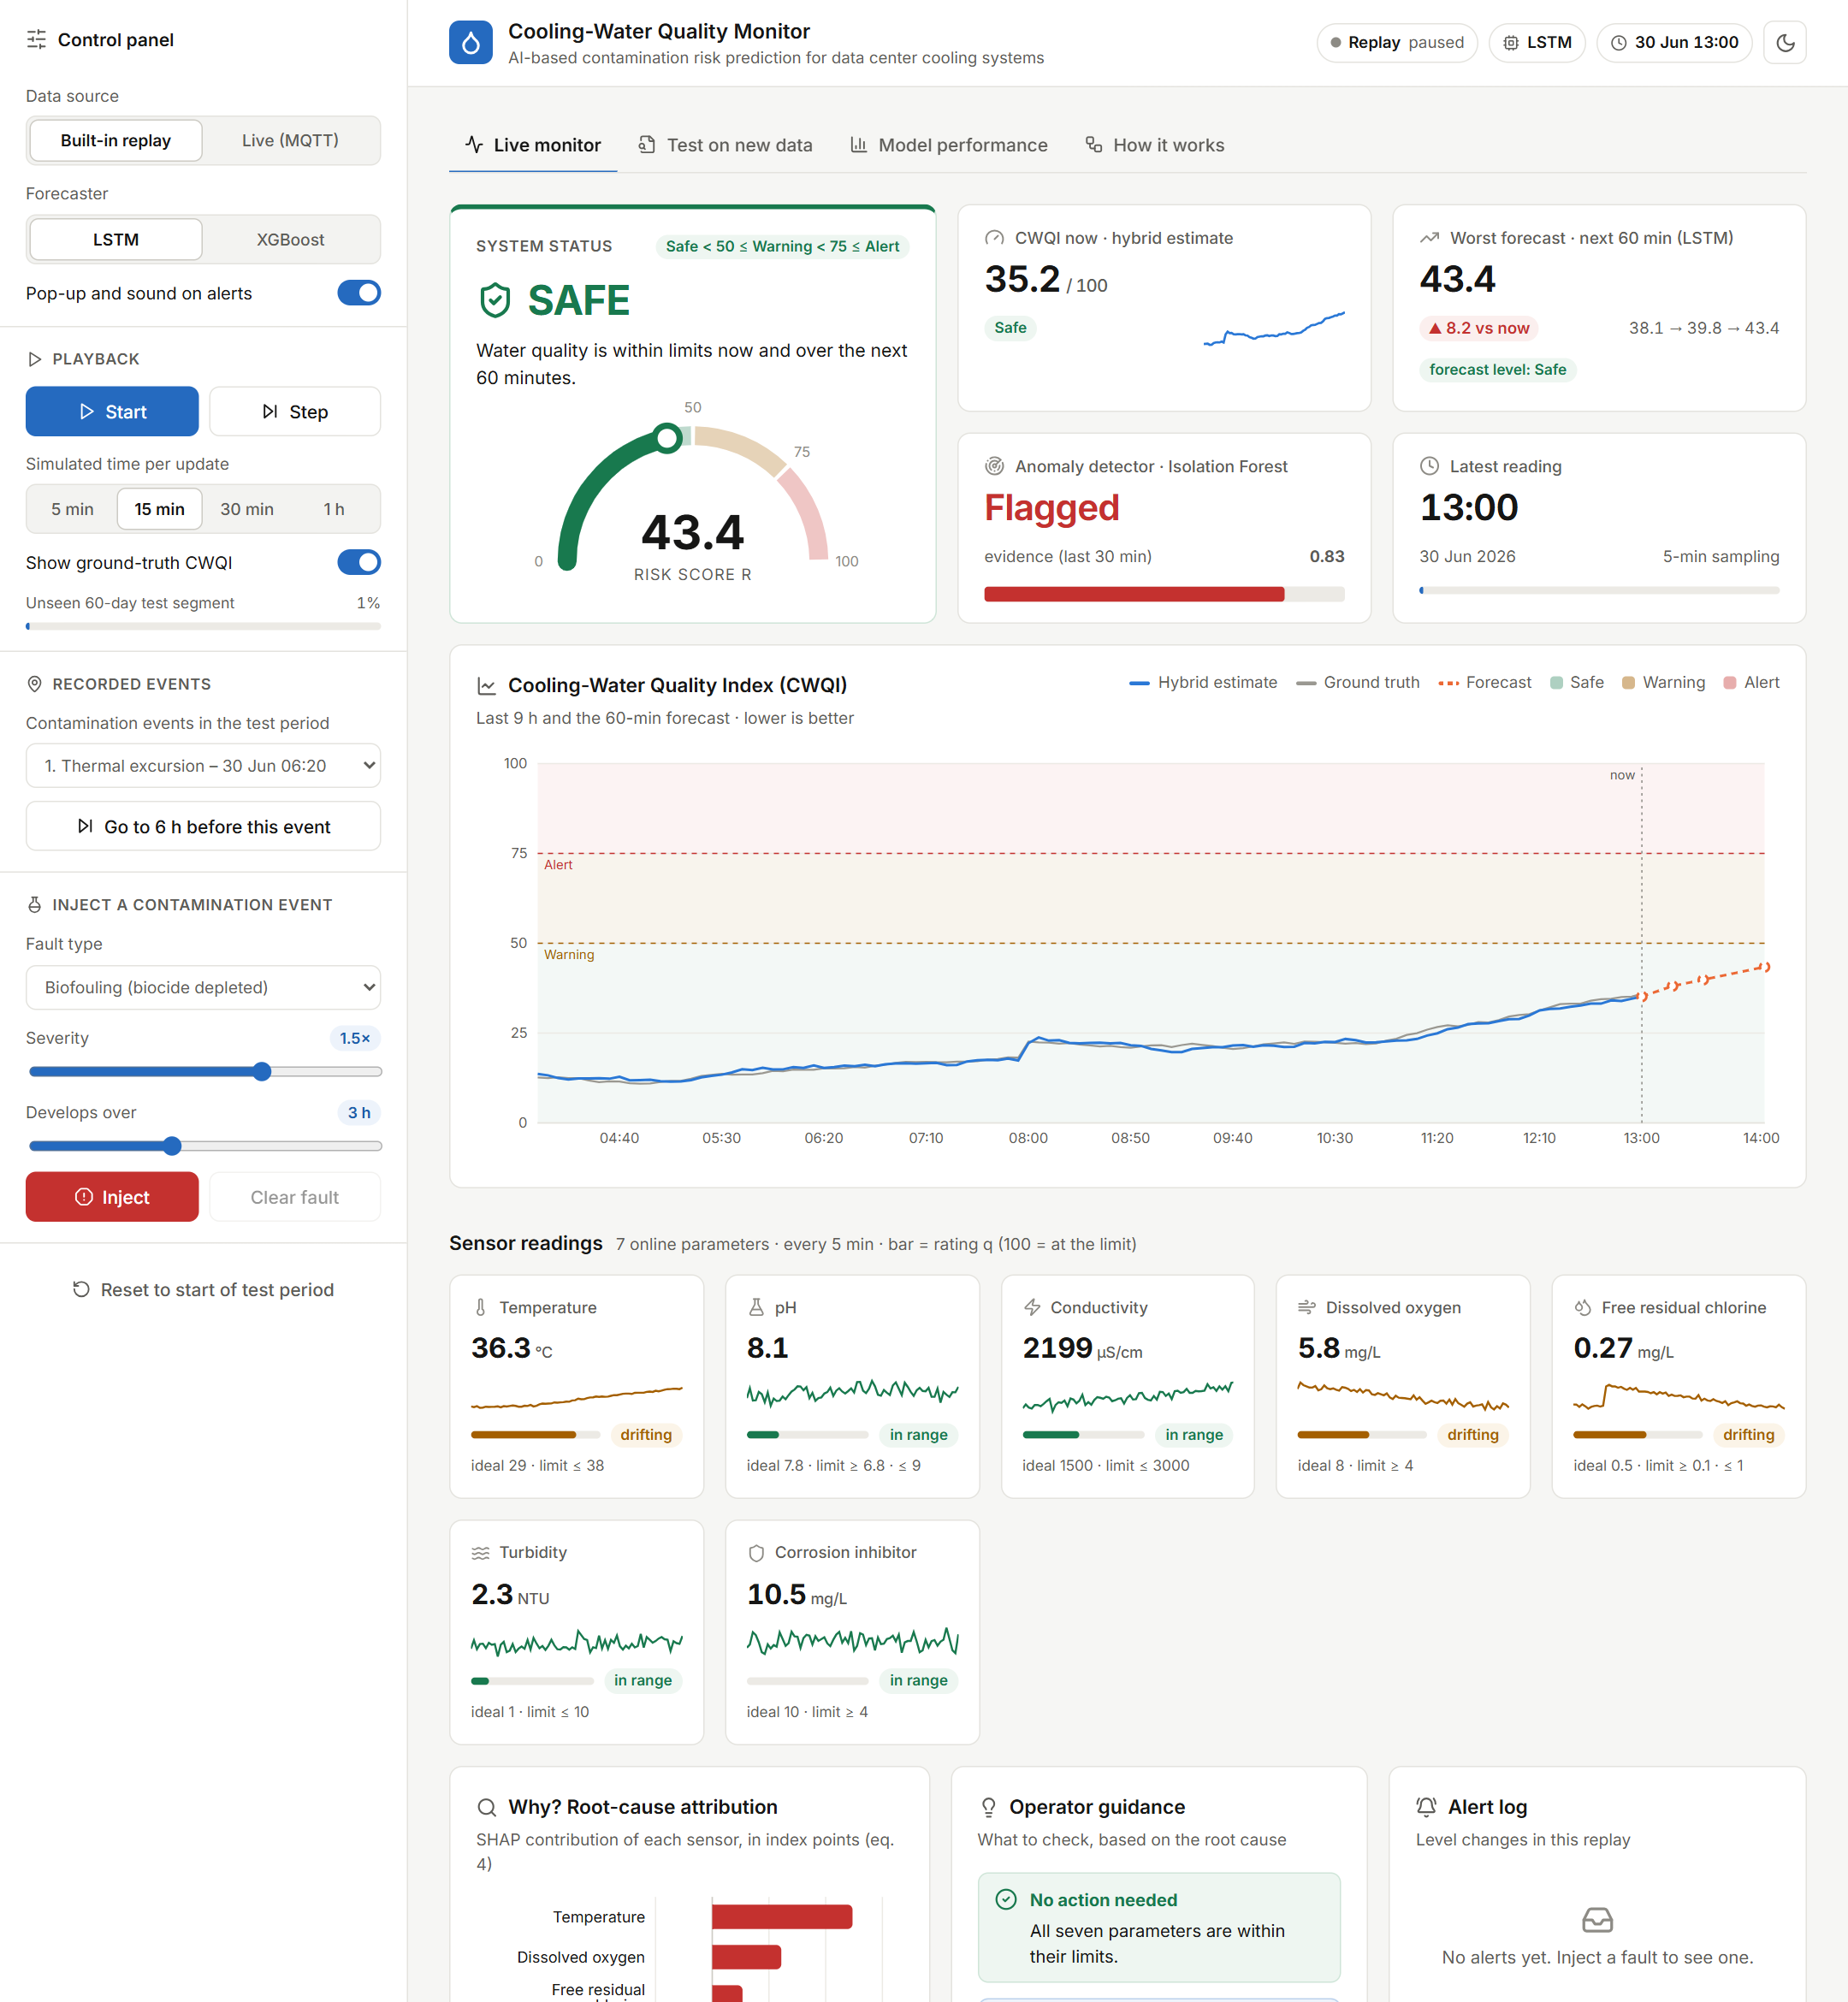 Control panel
Data source
Built-in replay
Live (MQTT)
Forecaster
LSTM
XGBoost
Pop-up and sound on alerts
PLAYBACK
Start
Step
Simulated time per update
5 min
15 min
30 min
1 h
Show ground-truth CWQI
Unseen 60-day test segment
1%
RECORDED EVENTS
Contamination events in the test period
1. Thermal excursion – 30 Jun 06:20
Go to 6 h before this event
INJECT A CONTAMINATION EVENT
Fault type
Biofouling (biocide depleted)
Severity
1.5×
Develops over
3 h
Inject
Clear fault
Reset to start of test period
Cooling-Water Quality Monitor
AI-based contamination risk prediction for data center cooling systems
Replay paused
LSTM
30 Jun 13:00
Live monitor
Test on new data
Model performance
How it works
SYSTEM STATUS
Safe < 50 ≤ Warning < 75 ≤ Alert
SAFE
Water quality is within limits now and over the next
60 minutes.
50
75
0
100
43.4
RISK SCORE R
CWQI now · hybrid estimate
35.2 / 100
Safe
Worst forecast · next 60 min (LSTM)
43.4
▲ 8.2 vs now
38.1 → 39.8 → 43.4
forecast level: Safe
Anomaly detector · Isolation Forest
Flagged
evidence (last 30 min)
0.83
Latest reading
13:00
30 Jun 2026
5-min sampling
Cooling-Water Quality Index (CWQI)
Last 9 h and the 60-min forecast · lower is better
Hybrid estimate
Ground truth
Forecast
Safe
Warning
Alert
100
75
50
25
0
now
Alert
Warning
04:40
05:30
06:20
07:10
08:00
08:50
09:40
10:30
11:20
12:10
13:00
14:00
Sensor readings
7 online parameters · every 5 min · bar = rating q (100 = at the limit)
Temperature
36.3 °C
drifting
ideal 29 · limit ≤ 38
pH
8.1
in range
ideal 7.8 · limit ≥ 6.8 · ≤ 9
Conductivity
2199 µS/cm
in range
ideal 1500 · limit ≤ 3000
Dissolved oxygen
5.8 mg/L
drifting
ideal 8 · limit ≥ 4
Free residual chlorine
0.27 mg/L
drifting
ideal 0.5 · limit ≥ 0.1 · ≤ 1
Turbidity
2.3 NTU
in range
ideal 1 · limit ≤ 10
Corrosion inhibitor
10.5 mg/L
in range
ideal 10 · limit ≥ 4
Why? Root-cause attribution
SHAP contribution of each sensor, in index points (eq.
4)
Temperature
Dissolved oxygen
Free residual
Operator guidance
What to check, based on the root cause
No action needed
All seven parameters are within
their limits.
Alert log
Level changes in this replay
No alerts yet. Inject a fault to see one.